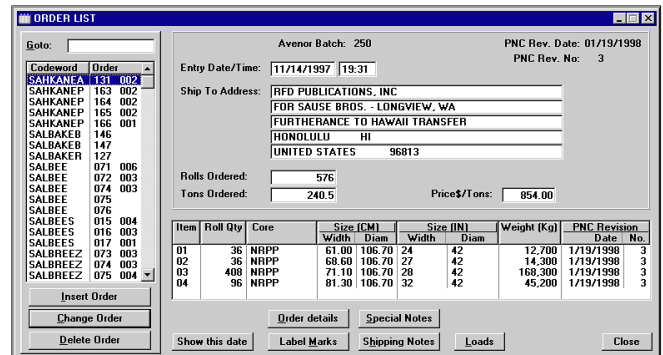 ORDER LIST
Goto:
Codeword Order
SAHKANEA 131 002
SAHKANEP 163 002
SAHKANEP 164 002
SAHKANEP 165 002
SAHKANEP 166 001
SALBAKEB 146
SALBAKEB 147
SALBAKER 127
SALBEE 071 006
SALBEE 072 003
SALBEE 074 003
SALBEE 075
SALBEE 076
SALBEES 015 004
SALBEES 016 003
SALBEES 017 001
SALBREEZ 073 003
SALBREEZ 074 003
SALBREEZ 075 004
Insert Order
Change Order
Delete Order
Avenor Batch: 250
PNC Rev. Date: 01/19/1998
PNC Rev. No: 3
Entry Date/Time: 11/14/1997 19:31
Ship To Address: RFD PUBLICATIONS, INC
FOR SAUSE BROS. - LONGVIEW, WA
FURTHERANCE TO HAWAII TRANSFER
HONOLULU HI
UNITED STATES 96813
Rolls Ordered: 576
Tons Ordered: 240.5 Price$/Tons: 854.00
Item Roll Qty Core Size (CM) Size (IN) Weight (Kg) PNC Revision
Width Diam Width Diam Date No.
01 36 NRPP 61.00 106.70 24 42 12,700 1/19/1998 3
02 36 NRPP 68.60 106.70 27 42 14,300 1/19/1998 3
03 408 NRPP 71.10 106.70 28 42 168,300 1/19/1998 3
04 96 NRPP 81.30 106.70 32 42 45,200 1/19/1998 3
Order details Special Notes
Show this date Label Marks Shipping Notes Loads Close